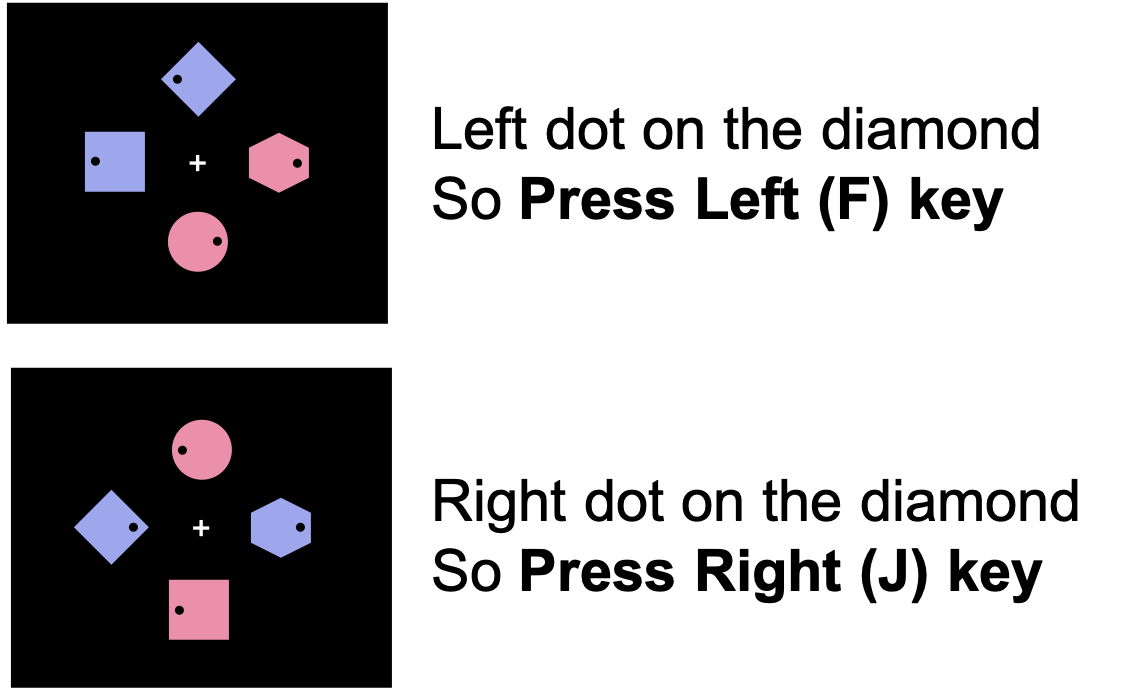 Left dot on the diamond
So Press Left (F) key
Right dot on the diamond
So Press Right (J) key